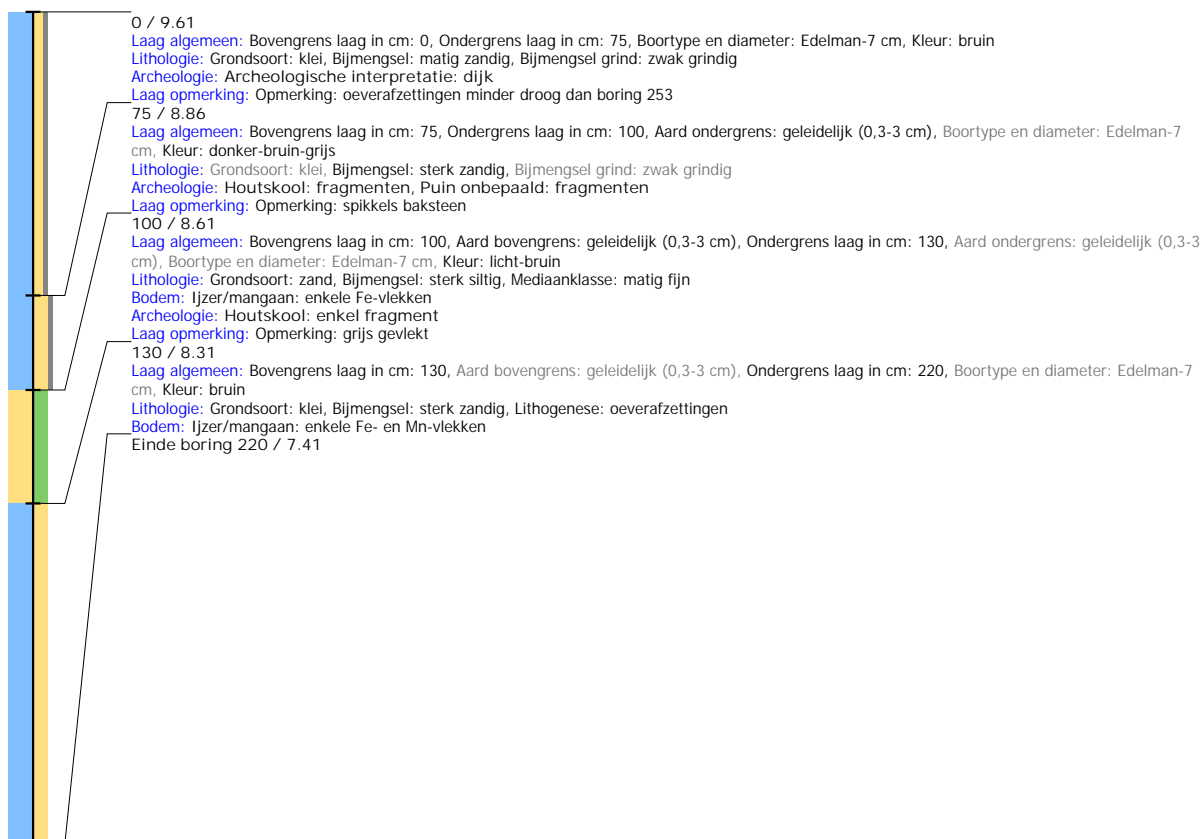 0 / 9.61
Laag algemeen: Bovengrens laag in cm: 0, Ondergrens laag in cm: 75, Boortype en diameter: Edelman-7 cm, Kleur: bruin
Lithologie: Grondsoort: klei, Bijmengsel: matig zandig, Bijmengsel grind: zwak grindig
Archeologie: Archeologische interpretatie: dijk
Laag opmerking: Opmerking: oeverafzettingen minder droog dan boring 253
75 / 8.86
Laag algemeen: Bovengrens laag in cm: 75, Ondergrens laag in cm: 100, Aard ondergrens: geleidelijk (0,3-3 cm), Boortype en diameter: Edelman-7
cm, Kleur: donker-bruin-grijs
Lithologie: Grondsoort: klei, Bijmengsel: sterk zandig, Bijmengsel grind: zwak grindig
Archeologie: Houtskool: fragmenten, Puin onbepaald: fragmenten
Laag opmerking: Opmerking: spikkels baksteen
100 / 8.61
Laag algemeen: Bovengrens laag in cm: 100, Aard bovengrens: geleidelijk (0,3-3 cm), Ondergrens laag in cm: 130, Aard ondergrens: geleidelijk (0,3-3
cm), Boortype en diameter: Edelman-7 cm, Kleur: licht-bruin
Lithologie: Grondsoort: zand, Bijmengsel: sterk siltig, Mediaanklasse: matig fijn
Bodem: Ijzer/mangaan: enkele Fe-vlekken
Archeologie: Houtskool: enkel fragment
Laag opmerking: Opmerking: grijs gevlekt
130 / 8.31
Laag algemeen: Bovengrens laag in cm: 130, Aard bovengrens: geleidelijk (0,3-3 cm), Ondergrens laag in cm: 220, Boortype en diameter: Edelman-7
cm, Kleur: bruin
Lithologie: Grondsoort: klei, Bijmengsel: sterk zandig, Lithogenese: oeverafzettingen
Bodem: Ijzer/mangaan: enkele Fe- en Mn-vlekken
Einde boring 220 / 7.41